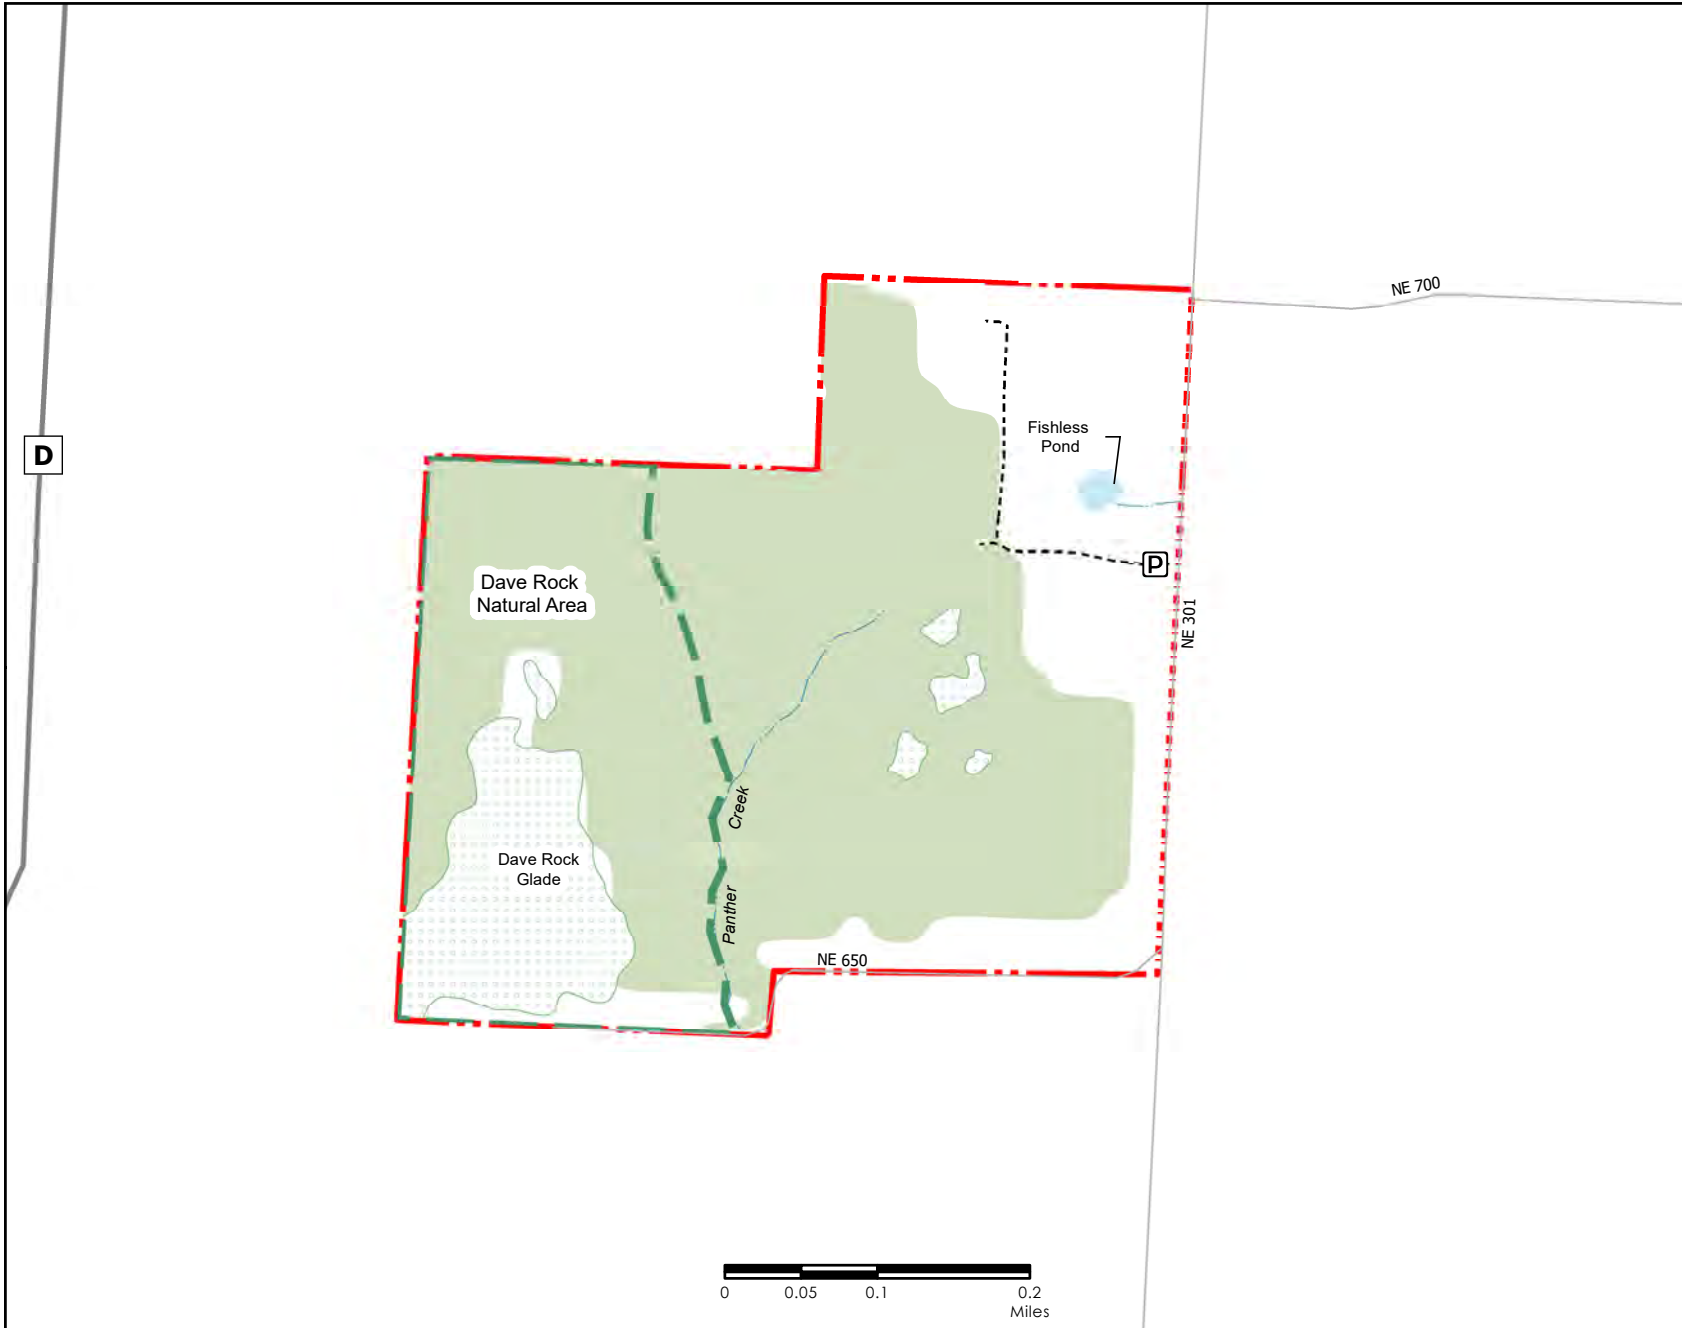 NE 700
Fishless
Pond
D
P
Dave Rock
Natural Area
NE 301
Creek
Dave Rock
Glade
Panther
NE 650
0 0.05 0.1 0.2
Miles